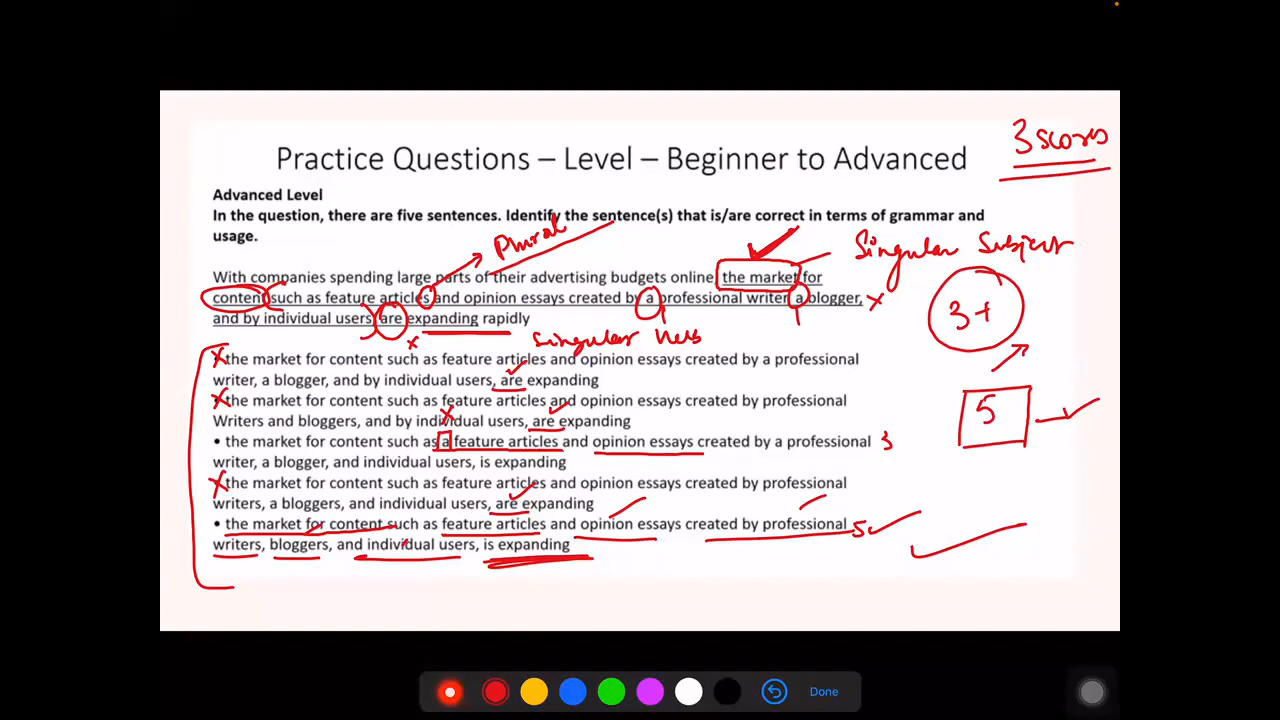 3 scores
Practice Questions – Level – Beginner to Advanced
Advanced Level
In the question, there are five sentences. Identify the sentence(s) that is/are correct in terms of grammar and
usage.
Plural
Singular Subject
With companies spending large parts of their advertising budgets online, the market for
content such as feature articles and opinion essays created by a professional writer, a blogger, x
and by individual users, are expanding rapidly
3+
x
Singular Verb
• the market for content such as feature articles and opinion essays created by a professional
writer, a blogger, and by individual users, are expanding
• the market for content such as feature articles and opinion essays created by professional
Writers and bloggers, and by individual users, are expanding
5
• the market for content such as a feature articles and opinion essays created by a professional 3
writer, a blogger, and individual users, is expanding
• the market for content such as feature articles and opinion essays created by professional
writers, a bloggers, and individual users, are expanding
• the market for content such as feature articles and opinion essays created by professional 5
writers, bloggers, and individual users, is expanding
Done